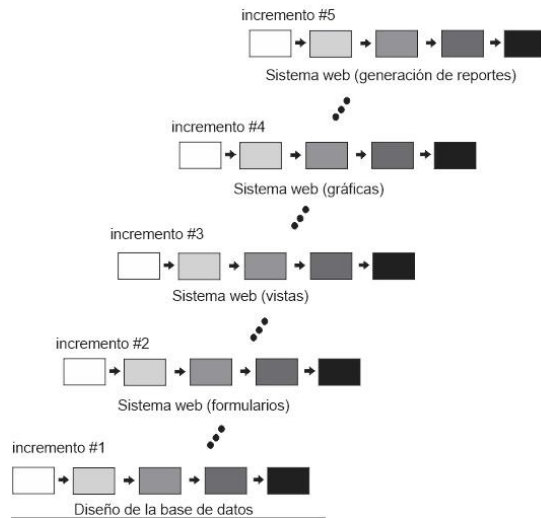 incremento #5
Sistema web (generación de reportes)
incremento #4
Sistema web (gráficas)
incremento #3
Sistema web (vistas)
incremento #2
Sistema web (formularios)
incremento #1
Diseño de la base de datos